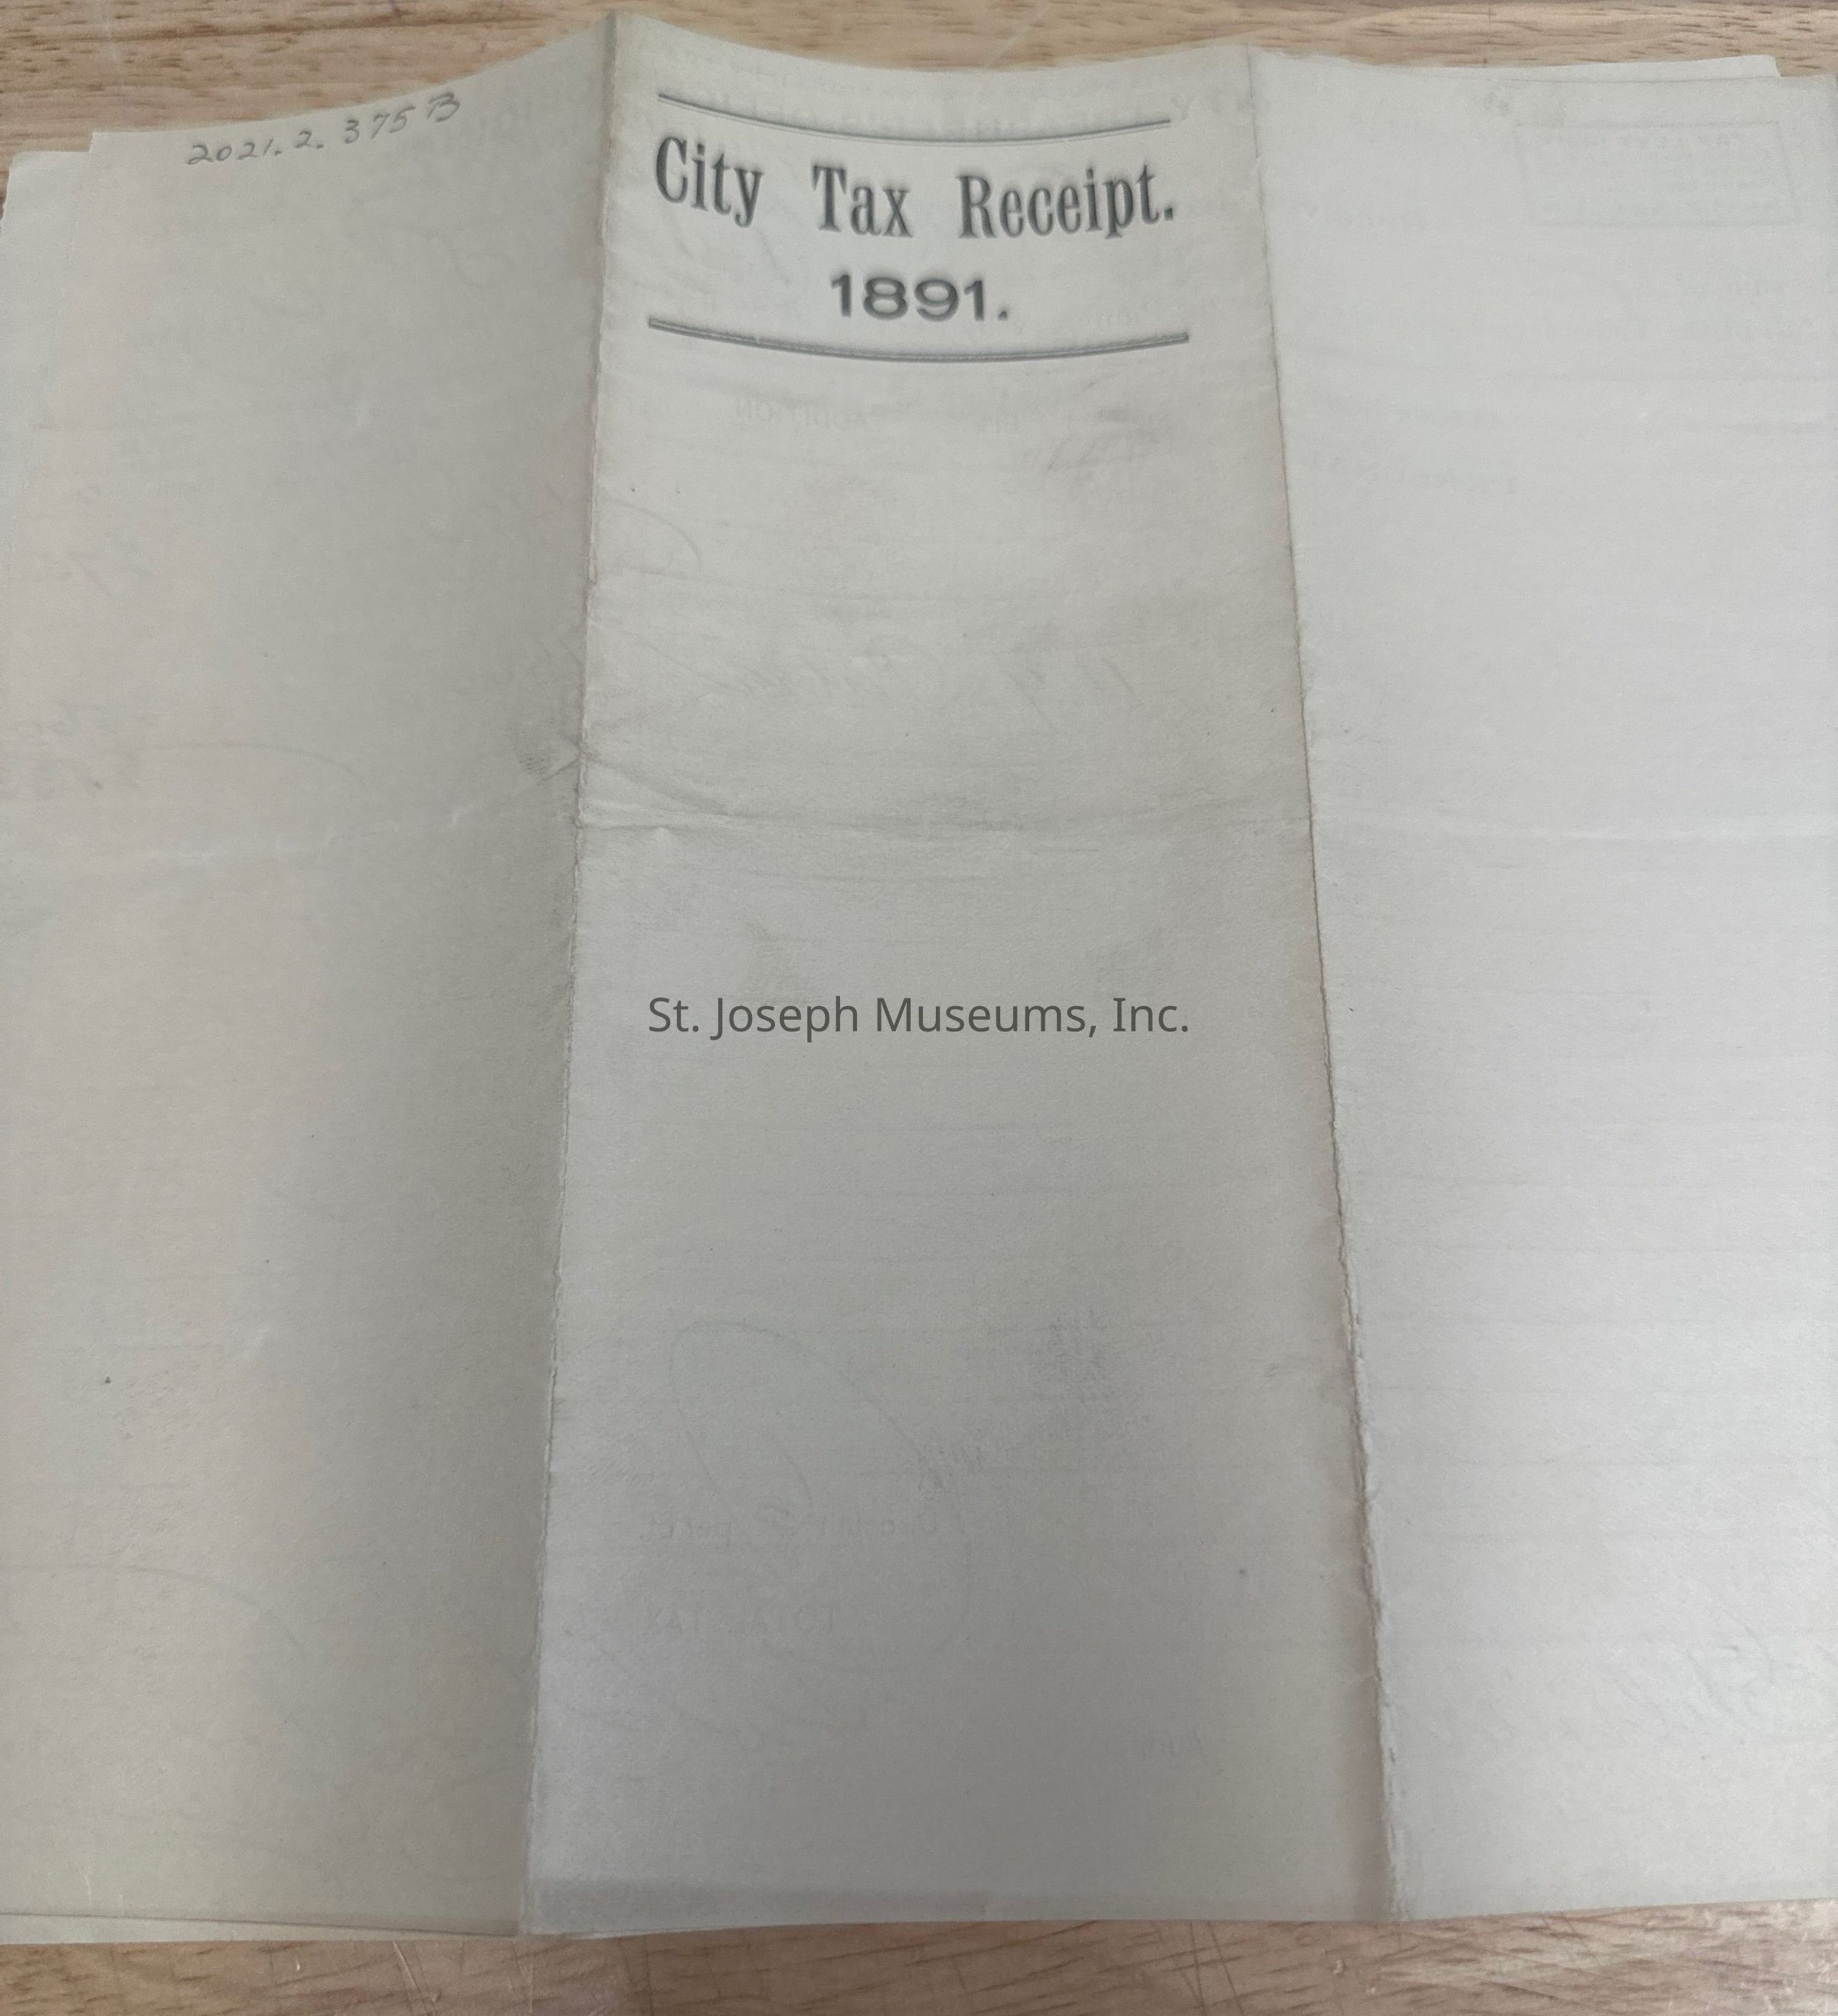 2021.2.375B
City Tax Receipt.
1891.
St. Joseph Museums, Inc.